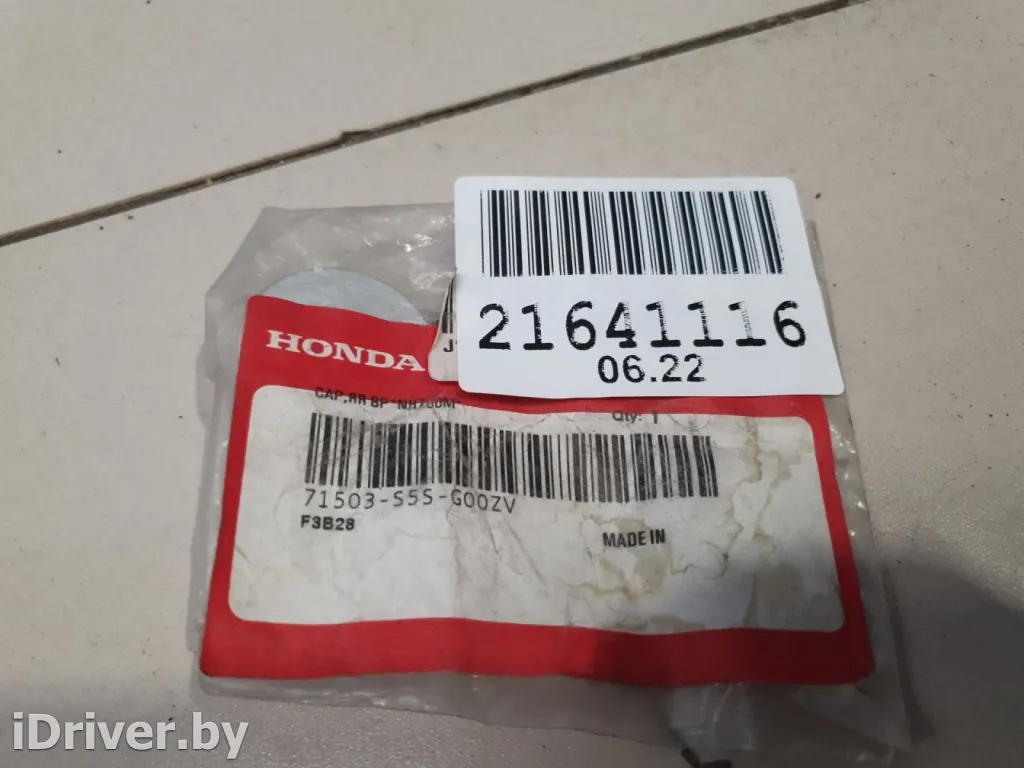 21641116
06.22
HONDA
CAP,RR BP*NH700M*
Qty: 1
71503-S5S-G00ZV
F3B28
MADE IN
iDriver.by